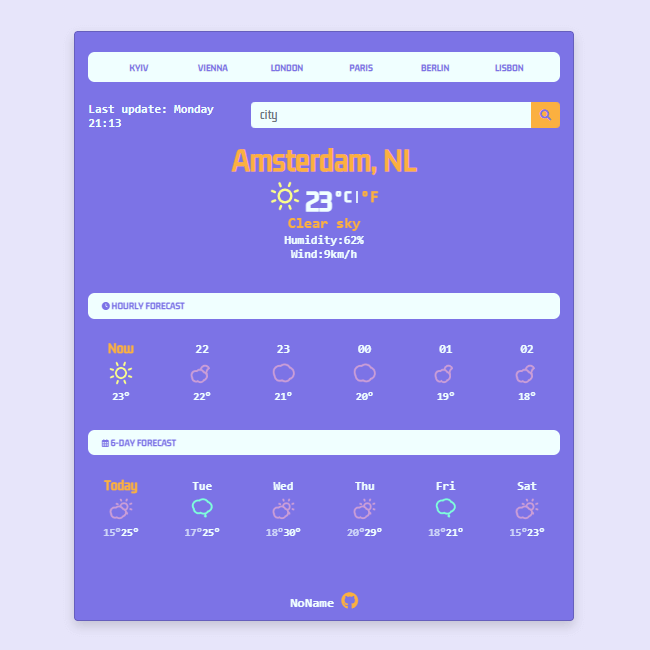 KYIV VIENNA LONDON PARIS BERLIN LISBON
Last update: Monday
21:13
city
Amsterdam, NL
23°C|°F
Clear sky
Humidity:62%
Wind:9km/h
HOURLY FORECAST
Now 22 23 00 01 02
23° 22° 21° 20° 19° 18°
6-DAY FORECAST
Today Tue Wed Thu Fri Sat
15°25° 17°25° 18°30° 20°29° 18°21° 15°23°
NoName